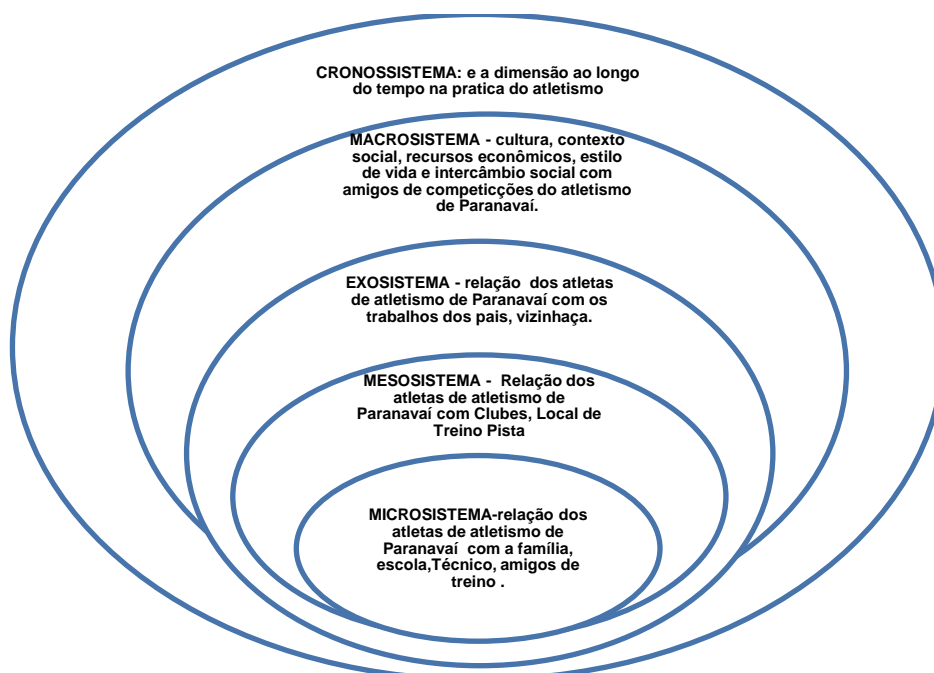 CRONOSSISTEMA: e a dimensão ao longo
do tempo na pratica do atletismo
MACROSISTEMA - cultura, contexto
social, recursos econômicos, estilo
de vida e intercâmbio social com
amigos de competicções do atletismo
de Paranavaí.
EXOSISTEMA - relação dos atletas
de atletismo de Paranavaí com os
trabalhos dos pais, vizinhaça.
MESOSISTEMA - Relação dos
atletas de atletismo de
Paranavaí com Clubes, Local de
Treino Pista
MICROSISTEMA-relação dos
atletas de atletismo de
Paranavaí com a família,
escola,Técnico, amigos de
treino .